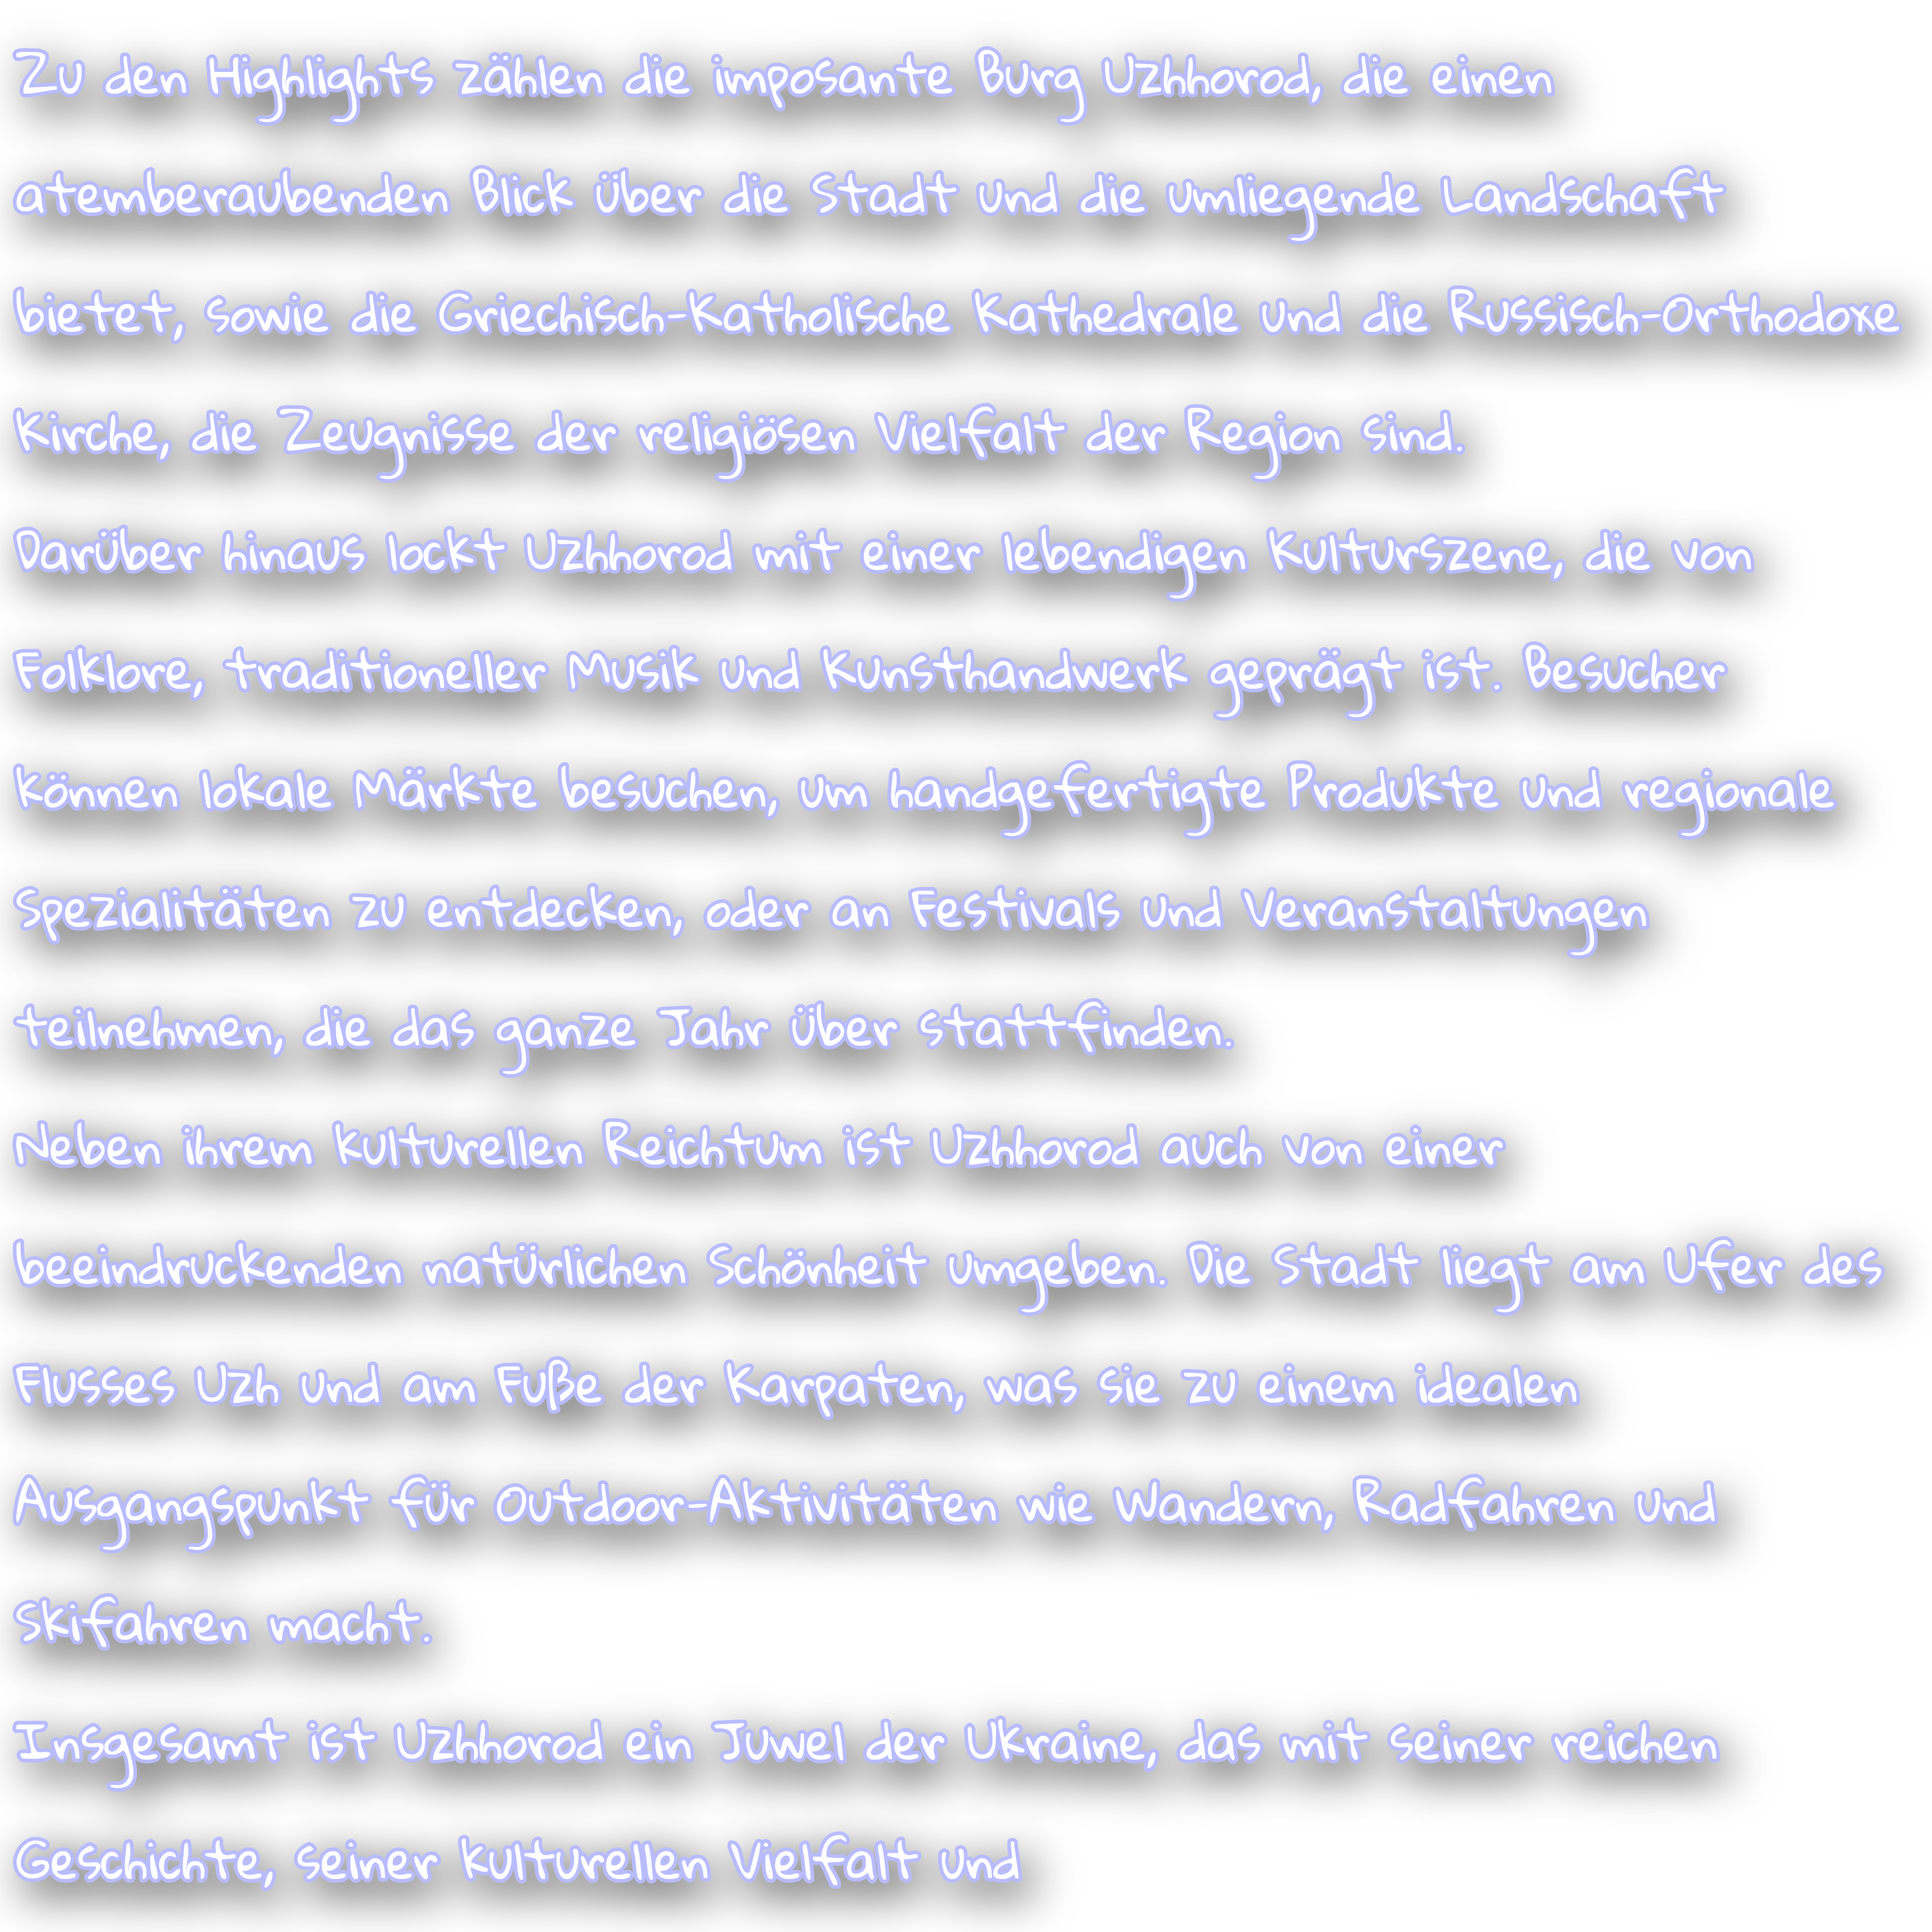 Zu den Highlights zählen die imposante Burg Uzhhorod, die einen
atemberaubenden Blick über die Stadt und die umliegende Landschaft
bietet, sowie die Griechisch-Katholische Kathedrale und die Russisch-Orthodoxe
Kirche, die Zeugnisse der religiösen Vielfalt der Region sind.
Darüber hinaus lockt Uzhhorod mit einer lebendigen Kulturszene, die von
Folklore, traditioneller Musik und Kunsthandwerk geprägt ist. Besucher
können lokale Märkte besuchen, um handgefertigte Produkte und regionale
Spezialitäten zu entdecken, oder an Festivals und Veranstaltungen
teilnehmen, die das ganze Jahr über stattfinden.
Neben ihrem kulturellen Reichtum ist Uzhhorod auch von einer
beeindruckenden natürlichen Schönheit umgeben. Die Stadt liegt am Ufer des
Flusses Uzh und am Fuße der Karpaten, was sie zu einem idealen
Ausgangspunkt für Outdoor-Aktivitäten wie Wandern, Radfahren und
Skifahren macht.
Insgesamt ist Uzhhorod ein Juwel der Ukraine, das mit seiner reichen
Geschichte, seiner kulturellen Vielfalt und